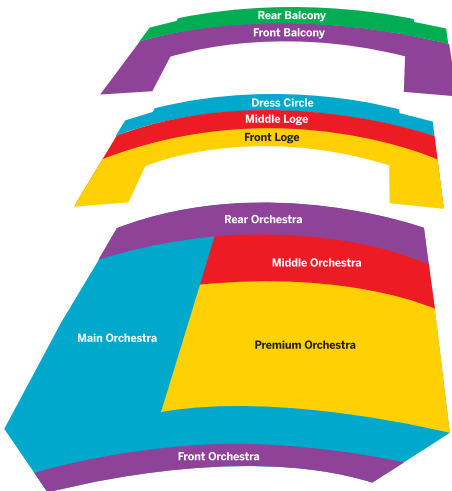 Rear Balcony
Front Balcony
Dress Circle
Middle Loge
Front Loge
Rear Orchestra
Middle Orchestra
Main Orchestra
Premium Orchestra
Front Orchestra